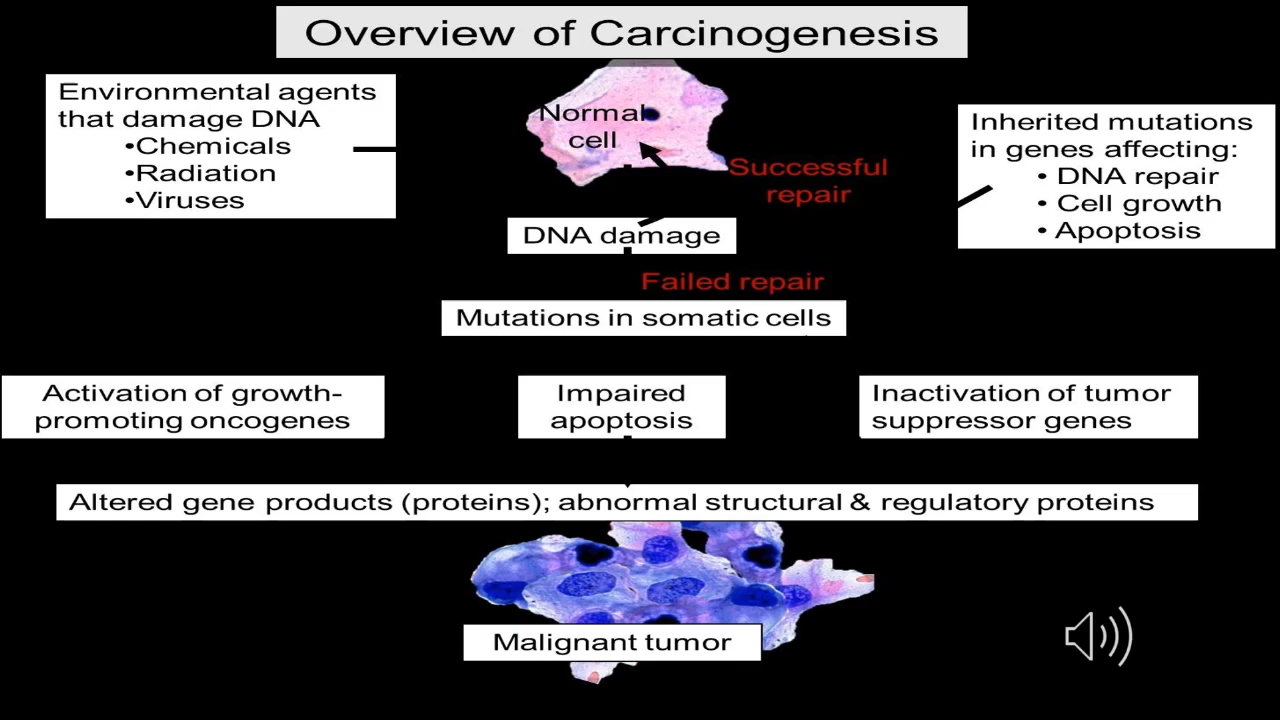 Overview of Carcinogenesis
Environmental agents
that damage DNA
•Chemicals
•Radiation
•Viruses
Normal
cell
Successful
repair
Inherited mutations
in genes affecting:
• DNA repair
• Cell growth
• Apoptosis
DNA damage
Failed repair
Mutations in somatic cells
Activation of growth-
promoting oncogenes
Impaired
apoptosis
Inactivation of tumor
suppressor genes
Altered gene products (proteins); abnormal structural & regulatory proteins
Malignant tumor